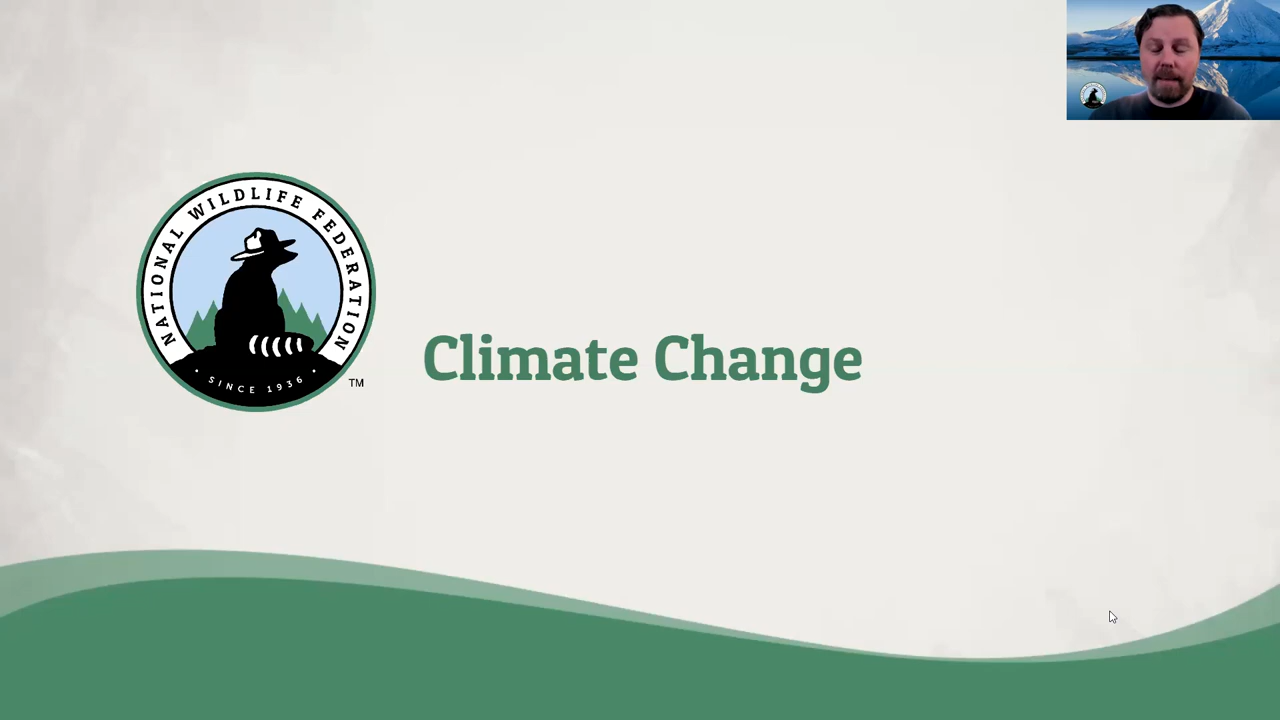 NATIONAL WILDLIFE FEDERATION
• SINCE 1936 •
TM
Climate Change